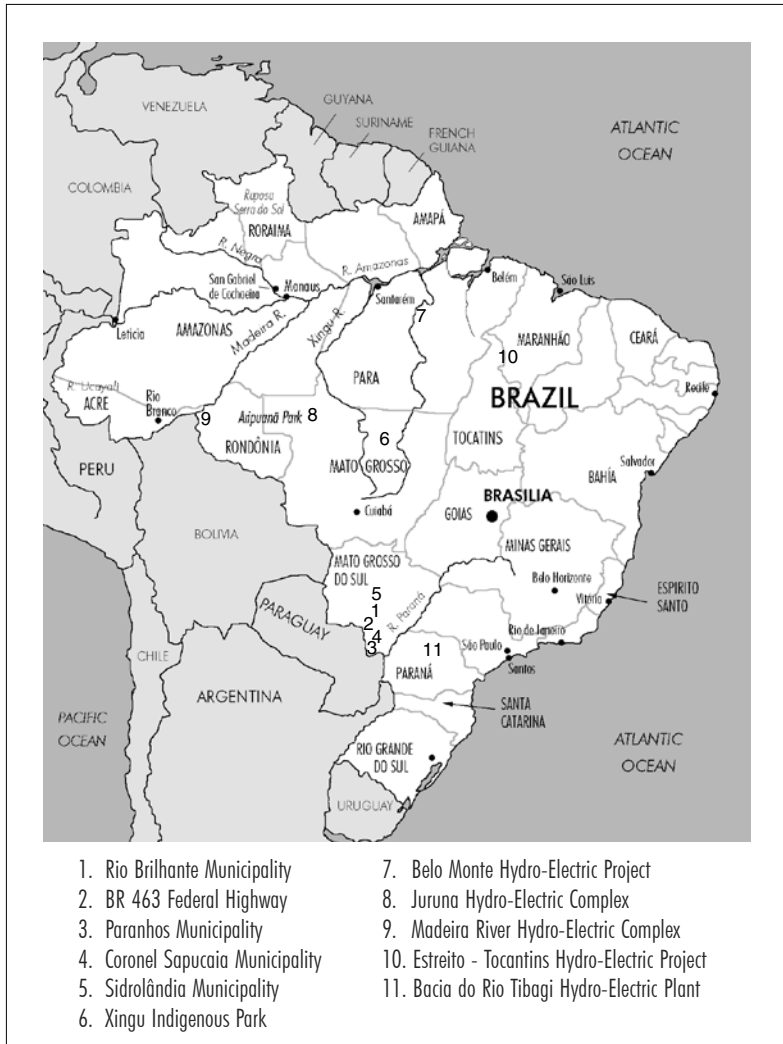 VENEZUELA
GUYANA
SURINAME
FRENCH
GUIANA
ATLANTIC
OCEAN
COLOMBIA
Raposa
Serra do Sol
RORAIMA
AMAPÁ
R. Negro
R. Amazonas
San Gabriel
de Cochoeira
Manaus
Santarém
Belém
São Luis
Leticia
AMAZONAS
Madeira R.
Xingu R.
7
MARANHÃO
CEARÁ
10
PARA
R. Ucayali
ACRE
Rio
Branco
9
Aripuanã Park
8
BRAZIL
Recife
RONDÔNIA
6
TOCATINS
PERU
MATO GROSSO
BAHÍA
Salvador
Cuiabá
GOIAS
BRASILIA
BOLIVIA
MINAS GERAIS
MATO GROSSO
DO SUL
Belo Horizonte
ESPIRITO
SANTO
5
1
2
4
3
R. Paraná
Vitória
PARAGUAY
Rio de Janeiro
São Paulo
Santos
11
PARANÁ
CHILE
ARGENTINA
SANTA
CATARINA
PACIFIC
OCEAN
RIO GRANDE
DO SUL
ATLANTIC
OCEAN
URUGUAY
1. Rio Brilhante Municipality
2. BR 463 Federal Highway
3. Paranhos Municipality
4. Coronel Sapucaia Municipality
5. Sidrolândia Municipality
6. Xingu Indigenous Park
7. Belo Monte Hydro-Electric Project
8. Juruna Hydro-Electric Complex
9. Madeira River Hydro-Electric Complex
10. Estreito - Tocantins Hydro-Electric Project
11. Bacia do Rio Tibagi Hydro-Electric Plant